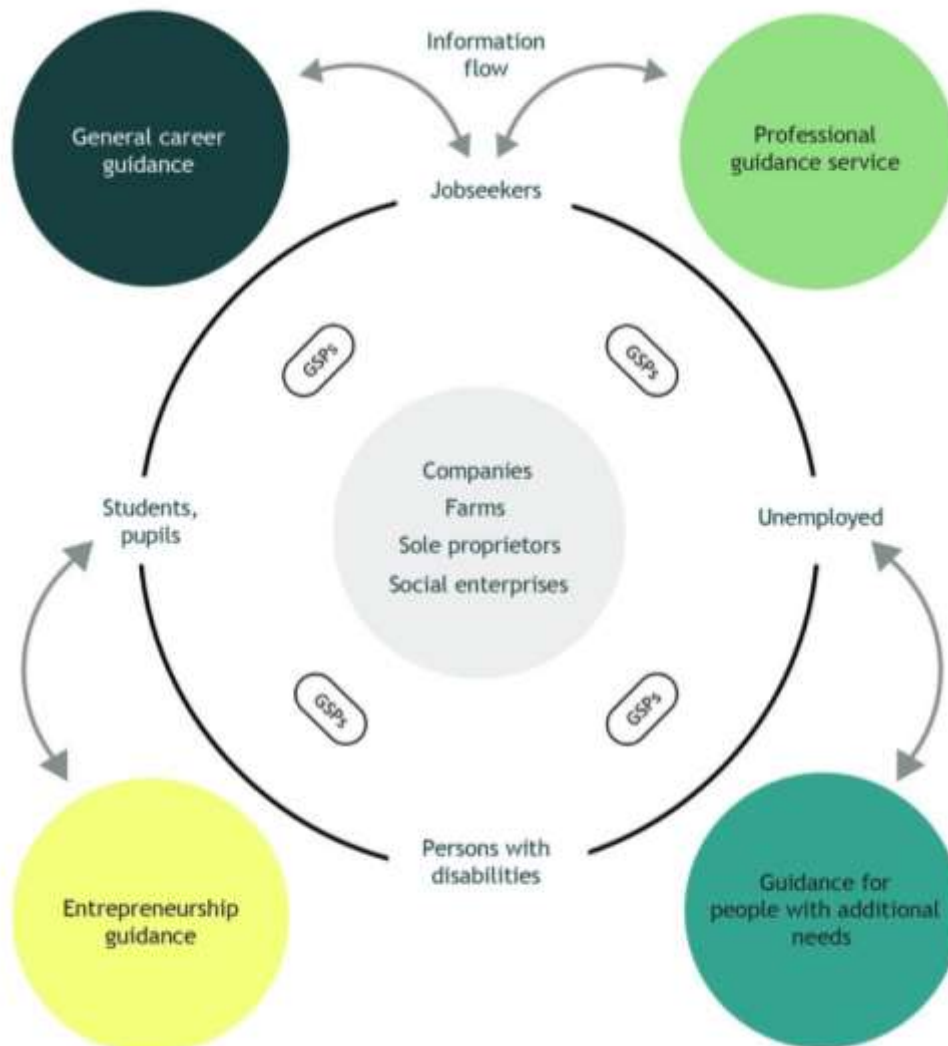 Information
flow
General career
guidance
Professional
guidance service
Jobseekers
GSPs
GSPs
Companies
Farms
Sole proprietors
Social enterprises
Students,
pupils
Unemployed
GSPs
GSPs
Persons with
disabilities
Entrepreneurship
guidance
Guidance for
people with additional
needs